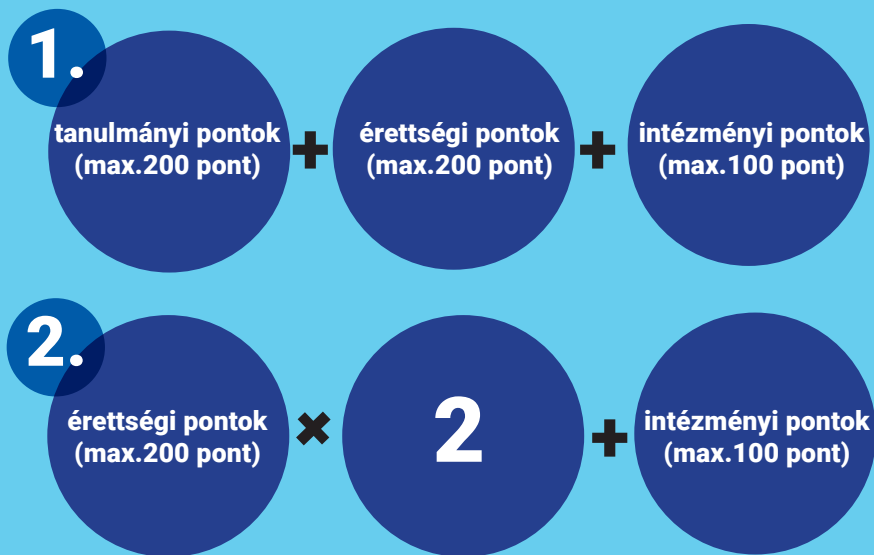 1.
tanulmányi pontok
(max.200 pont)
+
érettségi pontok
(max.200 pont)
+
intézményi pontok
(max.100 pont)
2.
érettségi pontok
(max.200 pont)
×
2
+
intézményi pontok
(max.100 pont)